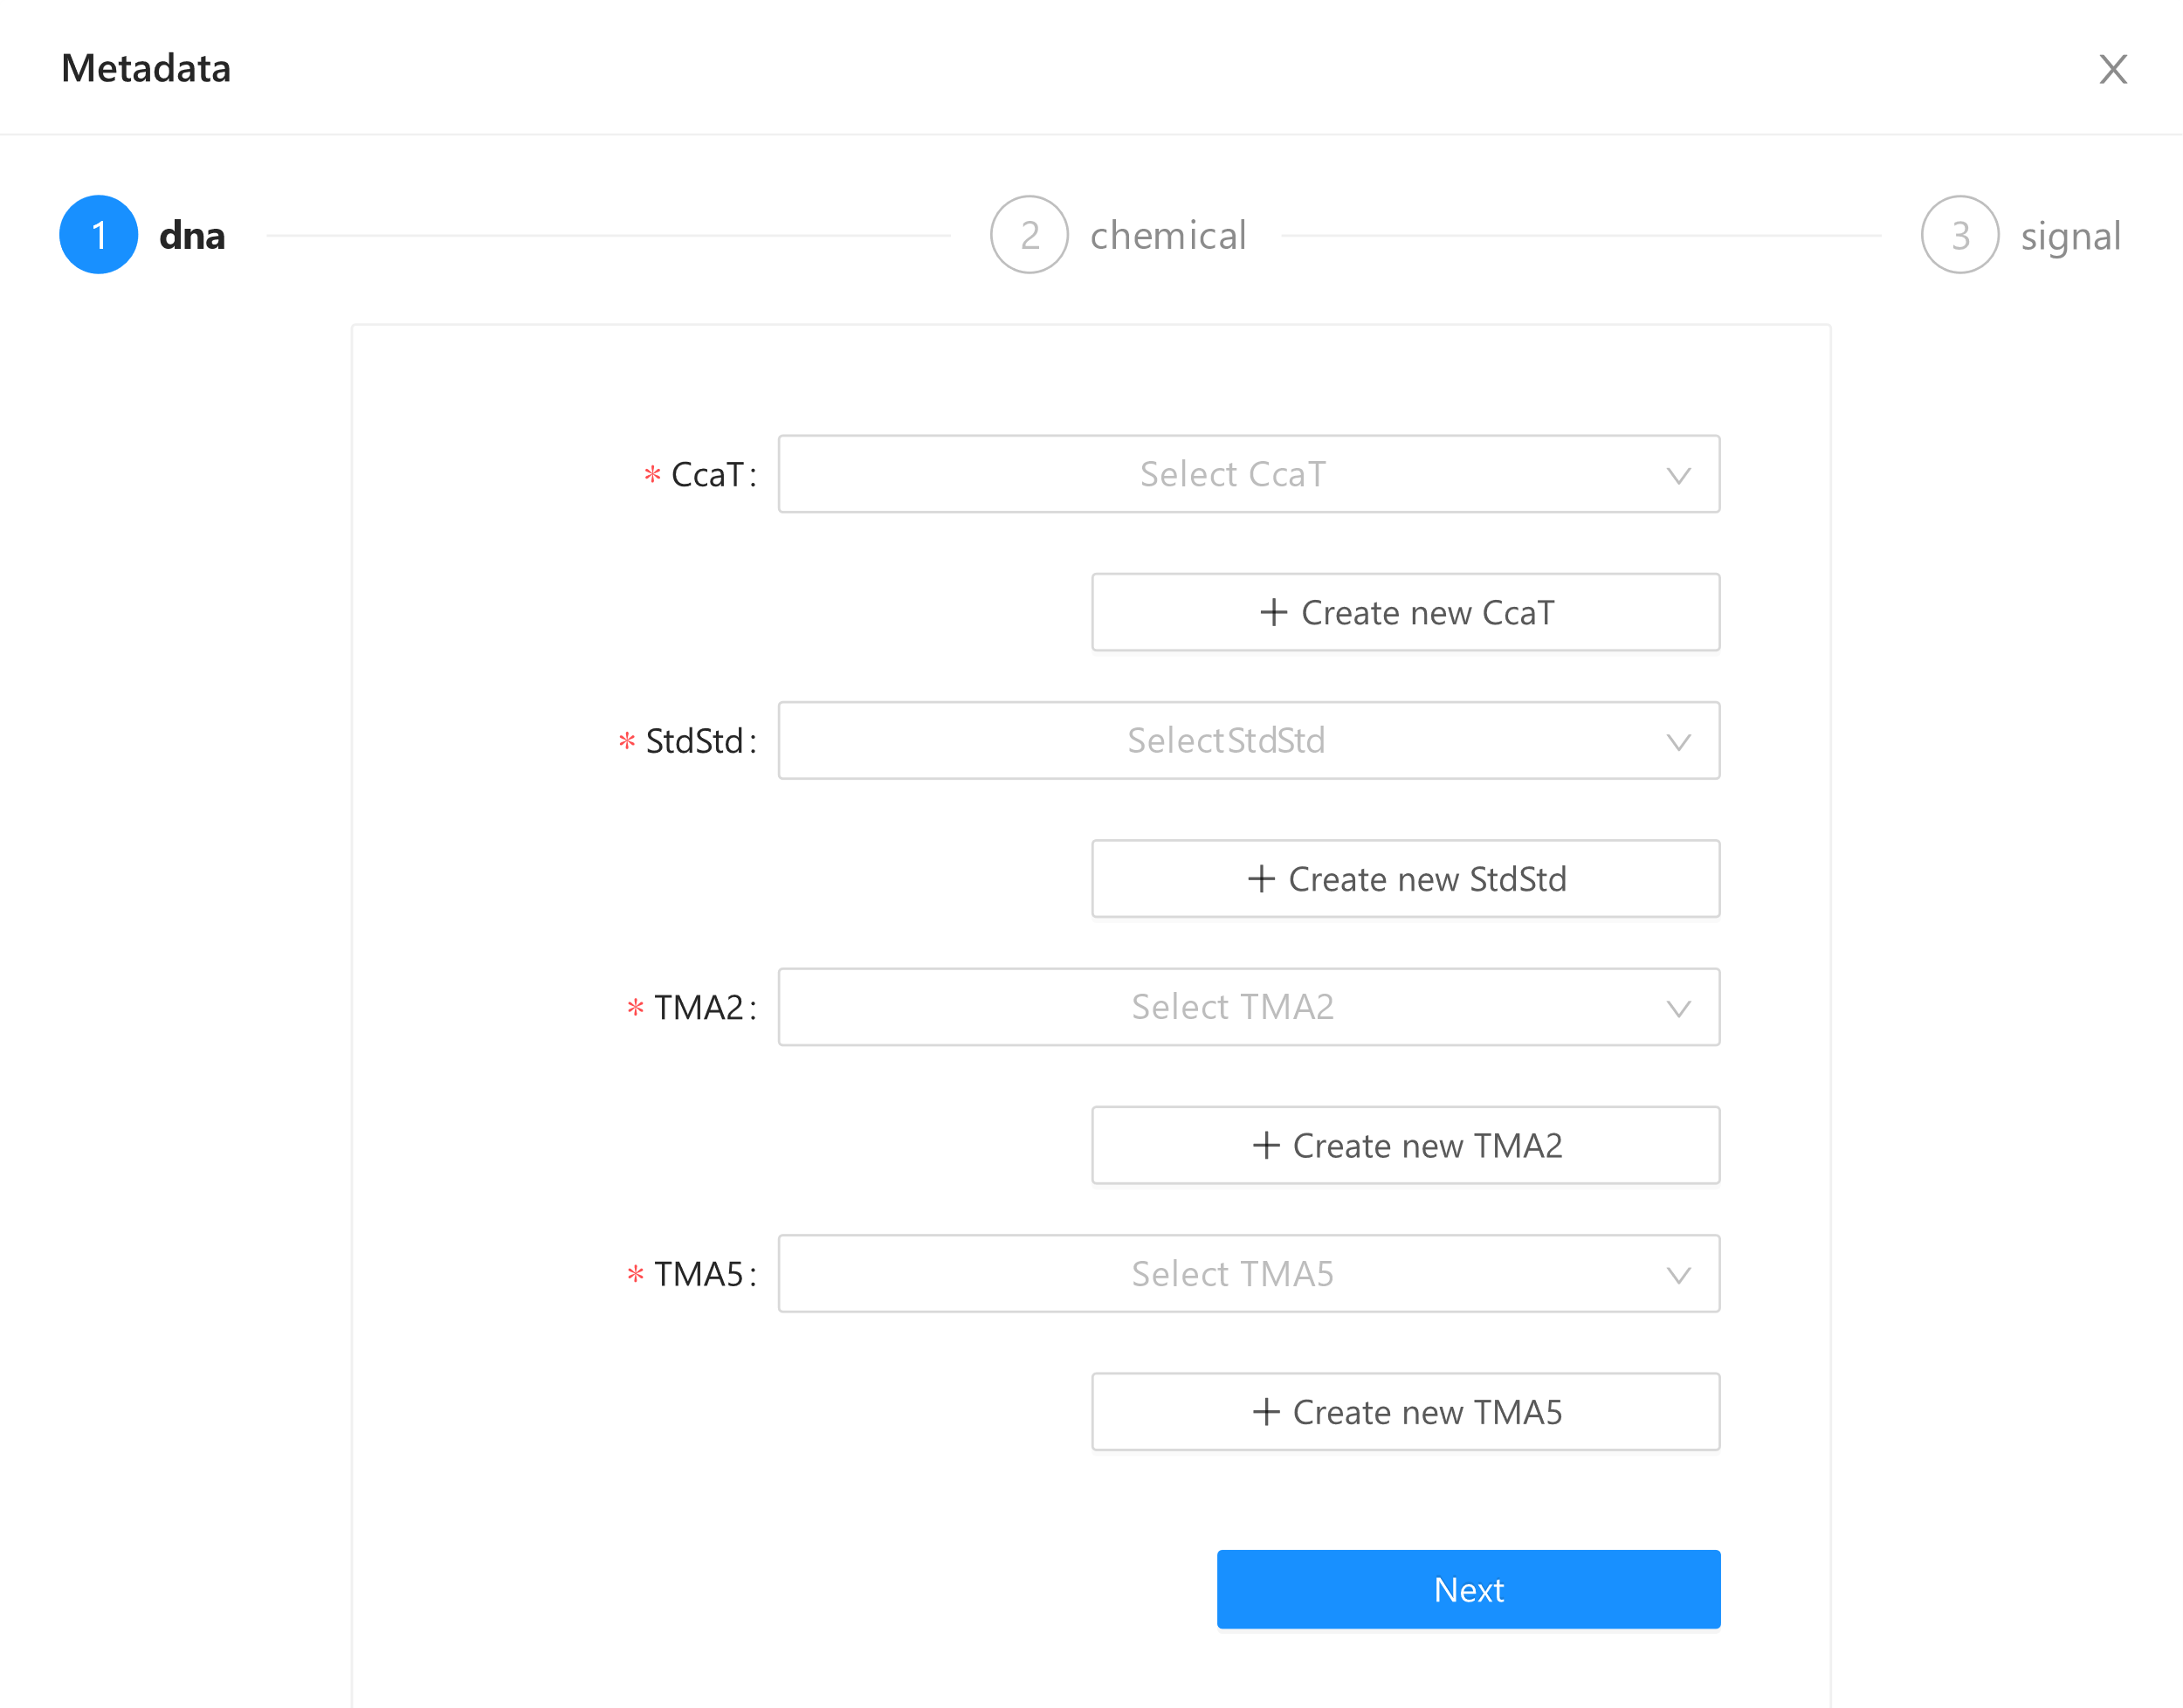 Metadata
1 dna 2 chemical 3 signal
* CcaT: Select CcaT
+ Create new CcaT
* StdStd: SelectStdStd
+ Create new StdStd
* TMA2: Select TMA2
+ Create new TMA2
* TMA5: Select TMA5
+ Create new TMA5
Next